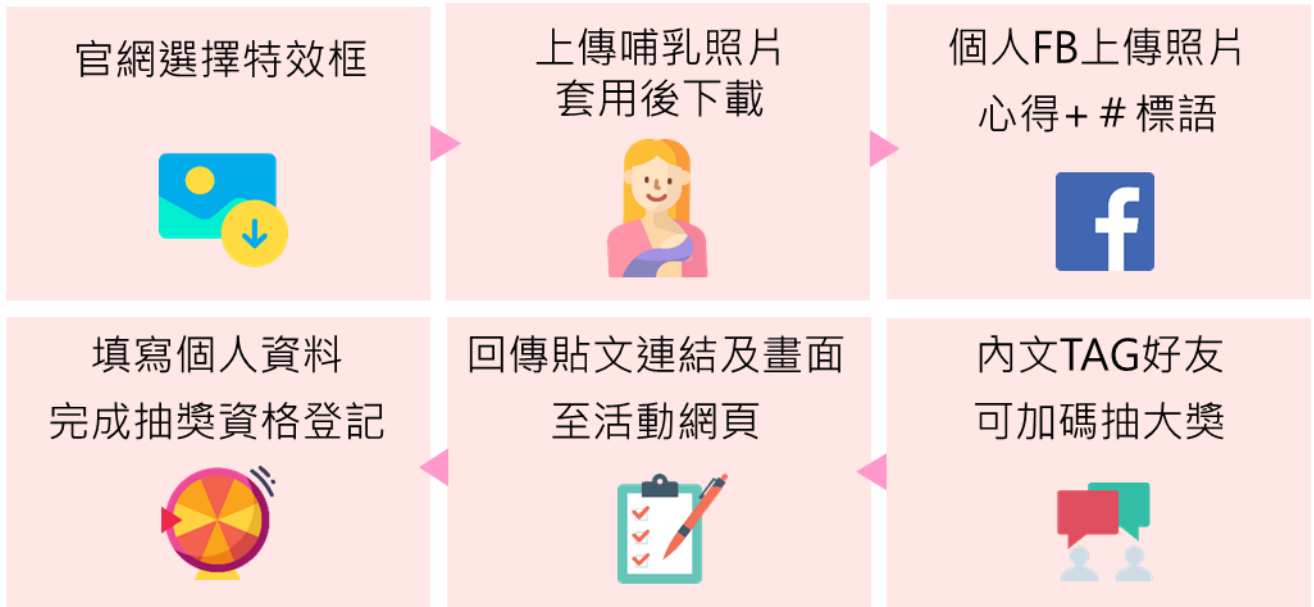 官網選擇特效框
上傳哺乳照片
套用後下載
個人FB上傳照片
心得+#標語
內文TAG好友
可加碼抽大獎
回傳貼文連結及畫面
至活動網頁
填寫個人資料
完成抽獎資格登記